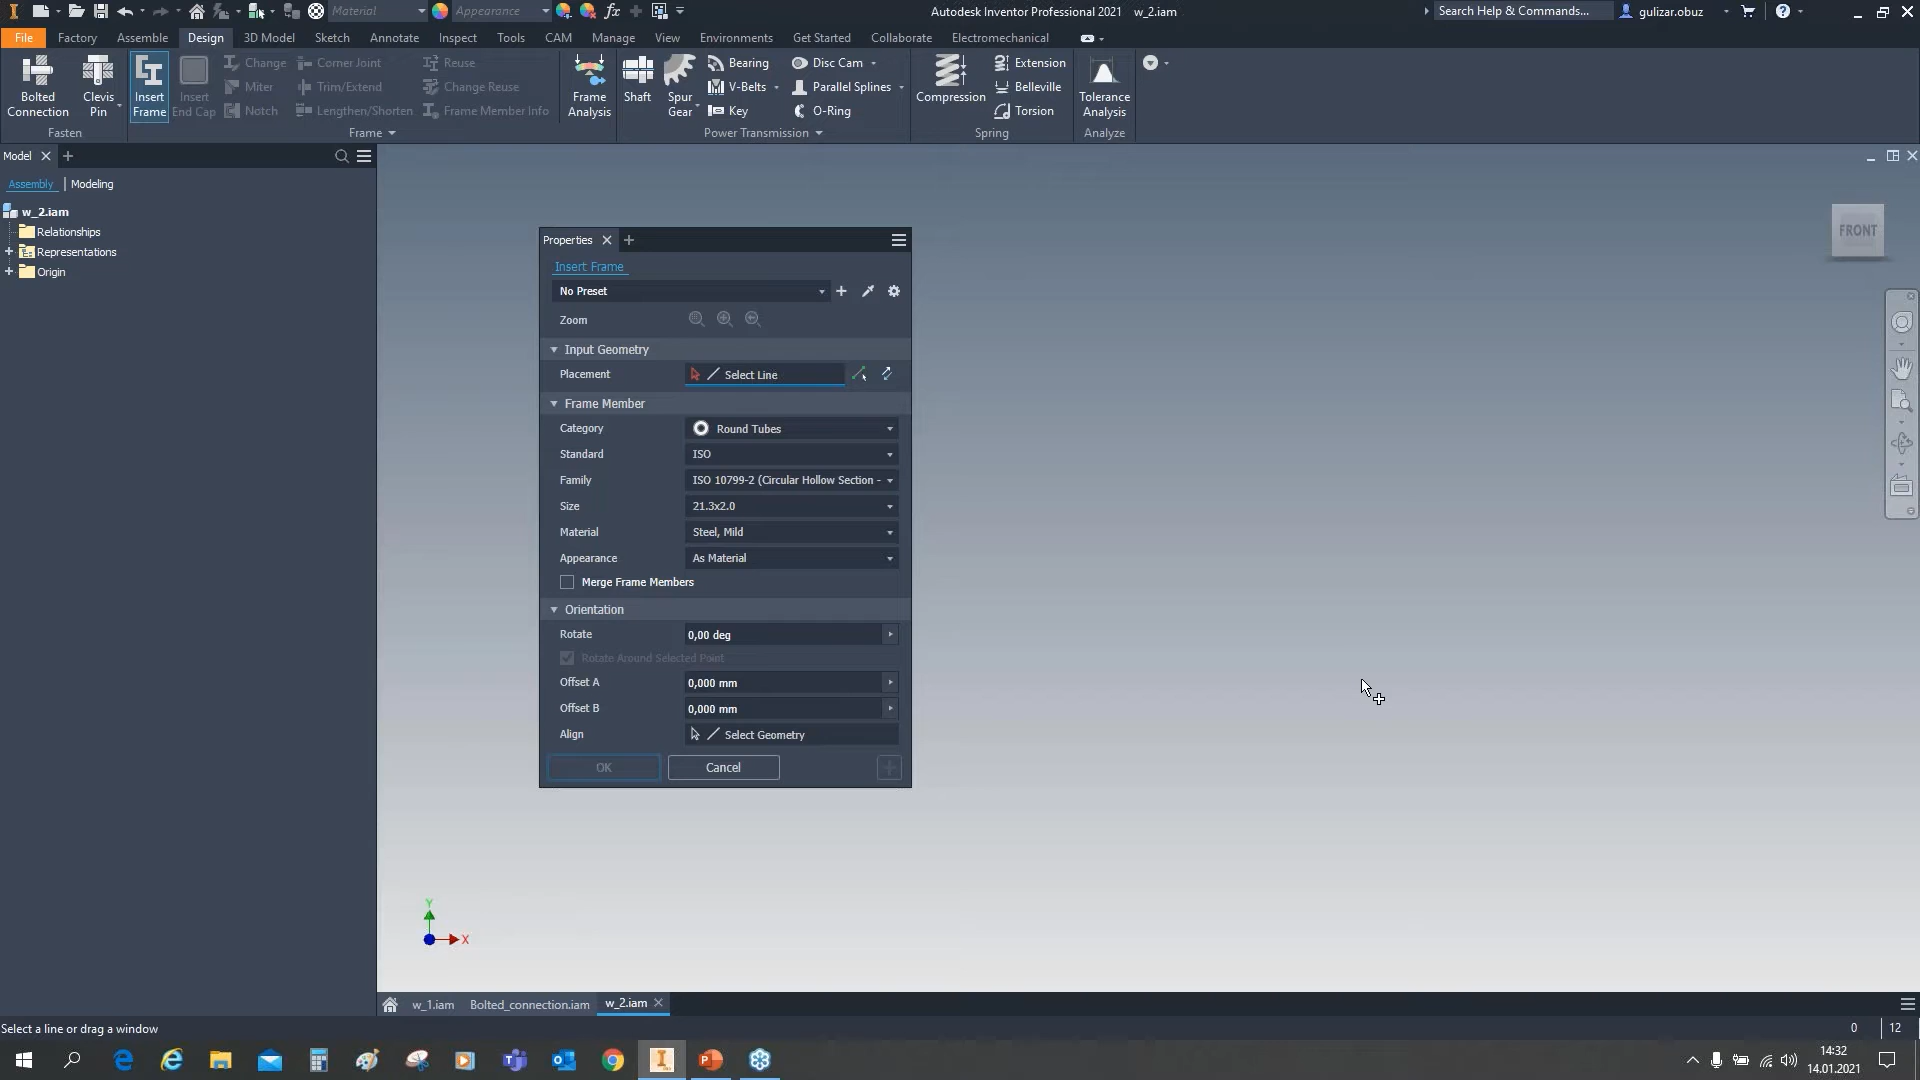 Material
Appearance
fx
Autodesk Inventor Professional 2021 w_2.iam
Search Help & Commands...
gulizar.obuz
File Factory Assemble Design 3D Model Sketch Annotate Inspect Tools CAM Manage View Environments Get Started Collaborate Electromechanical
Bolted Connection
Clevis Pin
Fasten
Insert Frame
Insert End Cap
Change
Miter
Notch
Corner Joint
Trim/Extend
Lengthen/Shorten
Reuse
Change Reuse
Frame Member Info
Frame
Frame Analysis
Shaft
Spur Gear
Bearing
V-Belts
Key
Disc Cam
Parallel Splines
O-Ring
Power Transmission
Compression
Extension
Belleville
Torsion
Spring
Tolerance Analysis
Analyze
Model
Assembly | Modeling
w_2.iam
Relationships
Representations
Origin
Properties
Insert Frame
No Preset
Zoom
Input Geometry
Placement Select Line
Frame Member
Category Round Tubes
Standard ISO
Family ISO 10799-2 (Circular Hollow Section -
Size 21.3x2.0
Material Steel, Mild
Appearance As Material
Merge Frame Members
Orientation
Rotate 0,00 deg
Rotate Around Selected Point
Offset A 0,000 mm
Offset B 0,000 mm
Align Select Geometry
OK Cancel
FRONT
Y
X
w_1.iam Bolted_connection.iam w_2.iam
Select a line or drag a window
0 12
14:32
14.01.2021